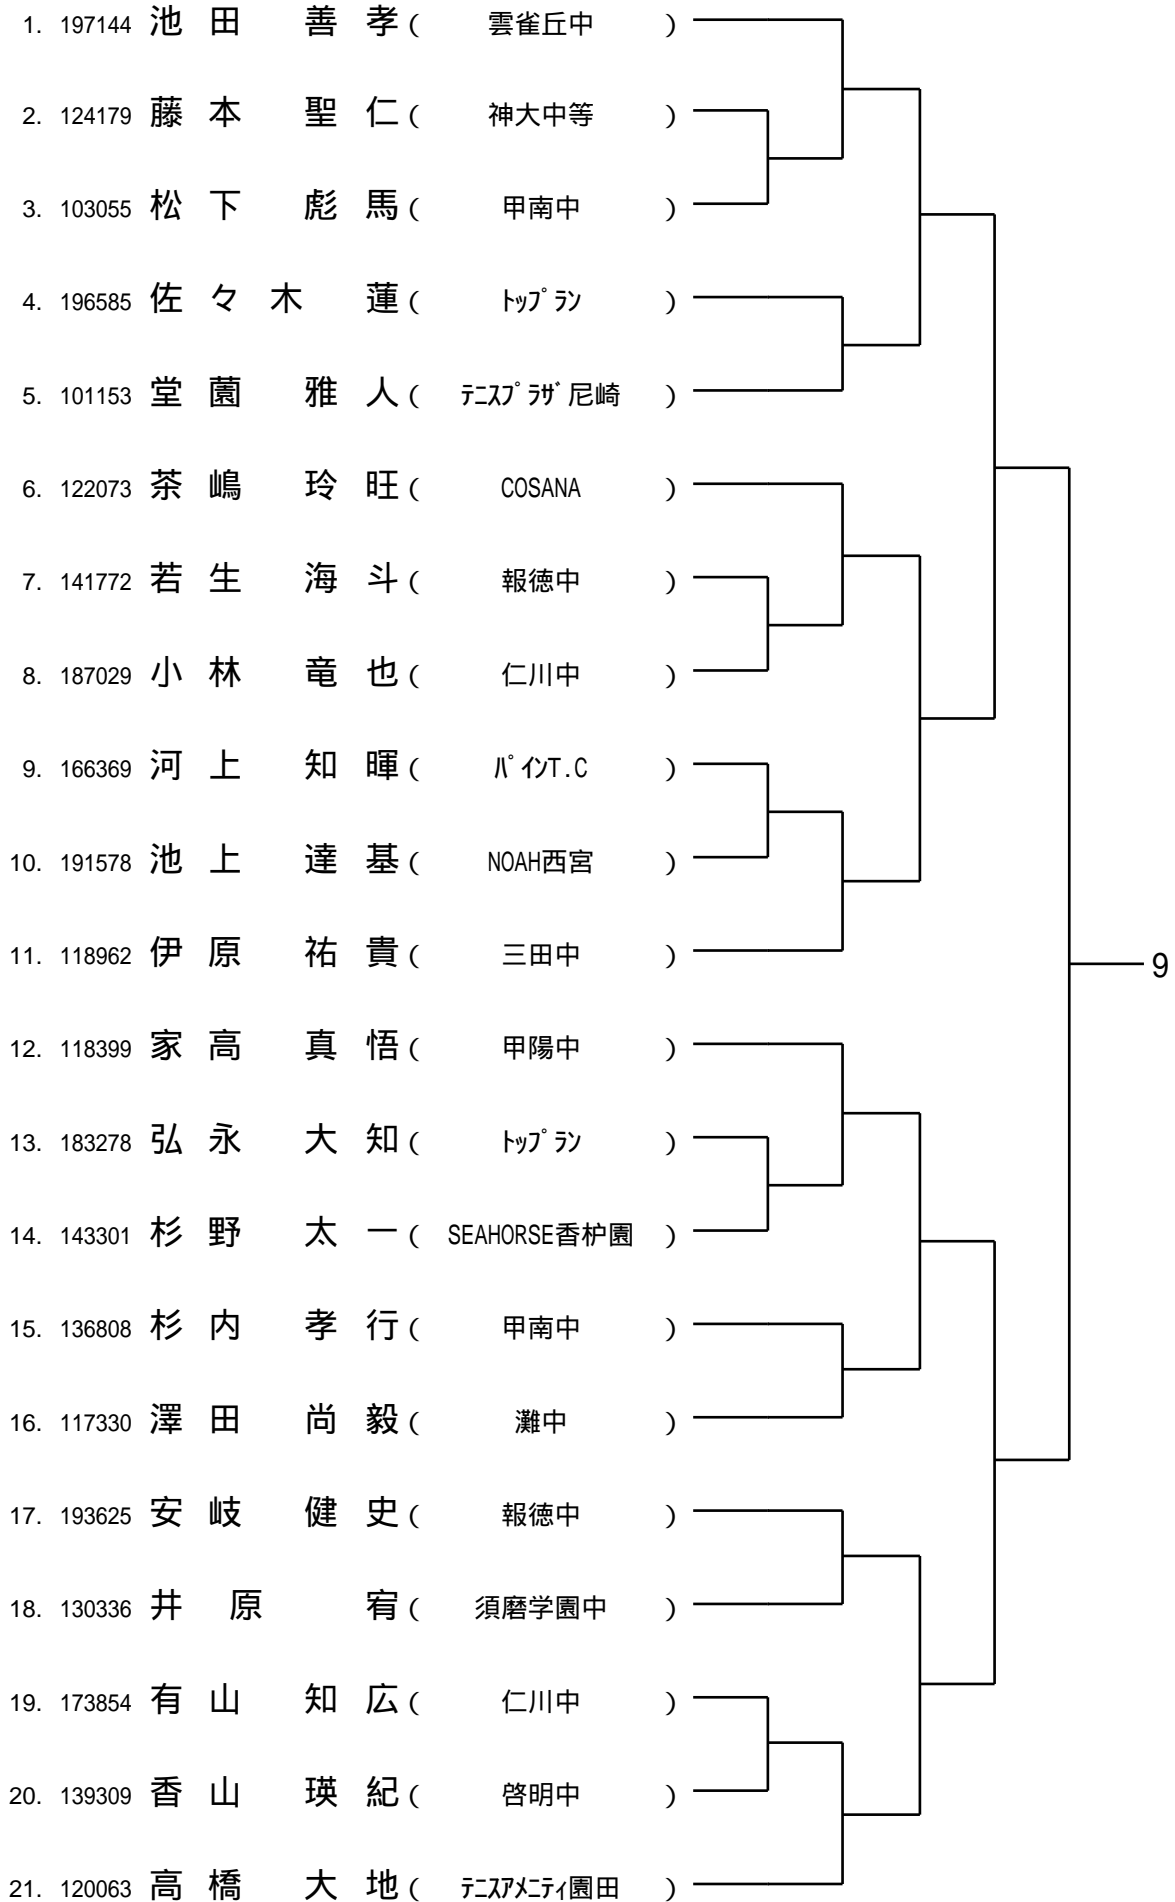 1. 197144 池田 善孝 ( 雲雀丘中 )
2. 124179 藤本 聖仁 ( 神大中等 )
3. 103055 松下 彪馬 ( 甲南中 )
4. 196585 佐々木 蓮 ( ﾄｯﾌﾟﾗﾝ )
5. 101153 堂薗 雅人 ( ﾃﾆｽﾌﾟﾗｻﾞ尼崎 )
6. 122073 茶嶋 玲旺 ( COSANA )
7. 141772 若生 海斗 ( 報徳中 )
8. 187029 小林 竜也 ( 仁川中 )
9. 166369 河上 知暉 ( ﾊﾟｲﾝT.C )
10. 191578 池上 達基 ( NOAH西宮 )
11. 118962 伊原 祐貴 ( 三田中 )
9
12. 118399 家高 真悟 ( 甲陽中 )
13. 183278 弘永 大知 ( ﾄｯﾌﾟﾗﾝ )
14. 143301 杉野 太一 ( SEAHORSE香枦園 )
15. 136808 杉内 孝行 ( 甲南中 )
16. 117330 澤田 尚毅 ( 灘中 )
17. 193625 安岐 健史 ( 報徳中 )
18. 130336 井原 宥 ( 須磨学園中 )
19. 173854 有山 知広 ( 仁川中 )
20. 139309 香山 瑛紀 ( 啓明中 )
21. 120063 高橋 大地 ( ﾃﾆｽｱﾒﾆﾃｨ園田 )